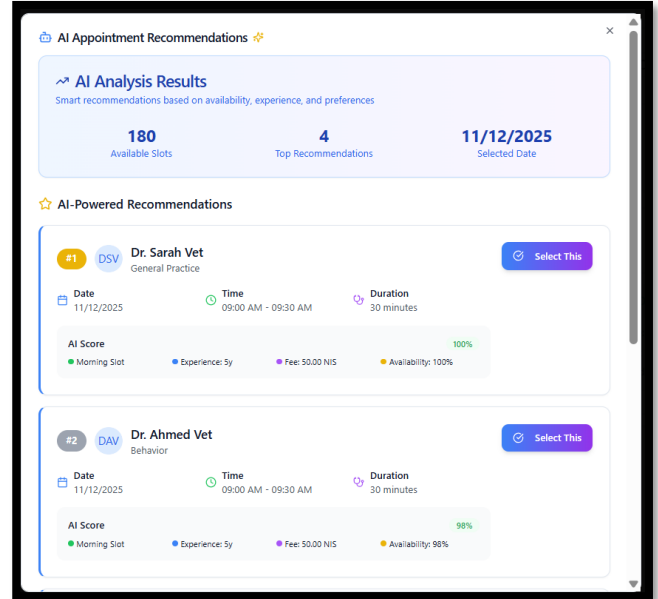 AI Appointment Recommendations
AI Analysis Results
Smart recommendations based on availability, experience, and preferences
180 4 11/12/2025
Available Slots Top Recommendations Selected Date
AI-Powered Recommendations
#1 DSV Dr. Sarah Vet Select This
General Practice
Date Time Duration
11/12/2025 09:00 AM - 09:30 AM 30 minutes
AI Score 100%
Morning Slot Experience: 5y Fee: 50.00 NIS Availability: 100%
#2 DAV Dr. Ahmed Vet Select This
Behavior
Date Time Duration
11/12/2025 09:00 AM - 09:30 AM 30 minutes
AI Score 98%
Morning Slot Experience: 5y Fee: 50.00 NIS Availability: 98%